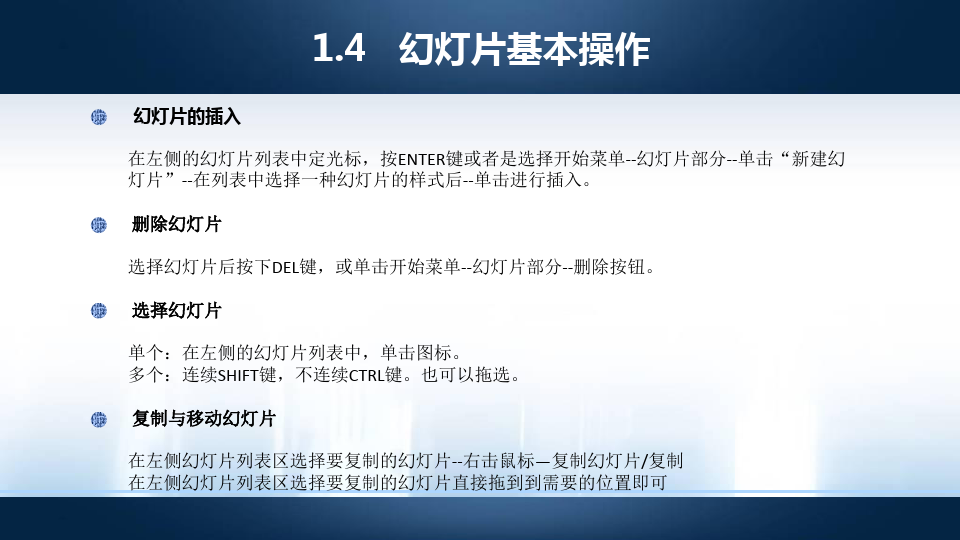 1.4 幻灯片基本操作
幻灯片的插入
在左侧的幻灯片列表中定光标，按ENTER键或者是选择开始菜单--幻灯片部分--单击“新建幻
灯片”--在列表中选择一种幻灯片的样式后--单击进行插入。
删除幻灯片
选择幻灯片后按下DEL键，或单击开始菜单--幻灯片部分--删除按钮。
选择幻灯片
单个：在左侧的幻灯片列表中，单击图标。
多个：连续SHIFT键，不连续CTRL键。也可以拖选。
复制与移动幻灯片
在左侧幻灯片列表区选择要复制的幻灯片--右击鼠标—复制幻灯片/复制
在左侧幻灯片列表区选择要复制的幻灯片直接拖到到需要的位置即可